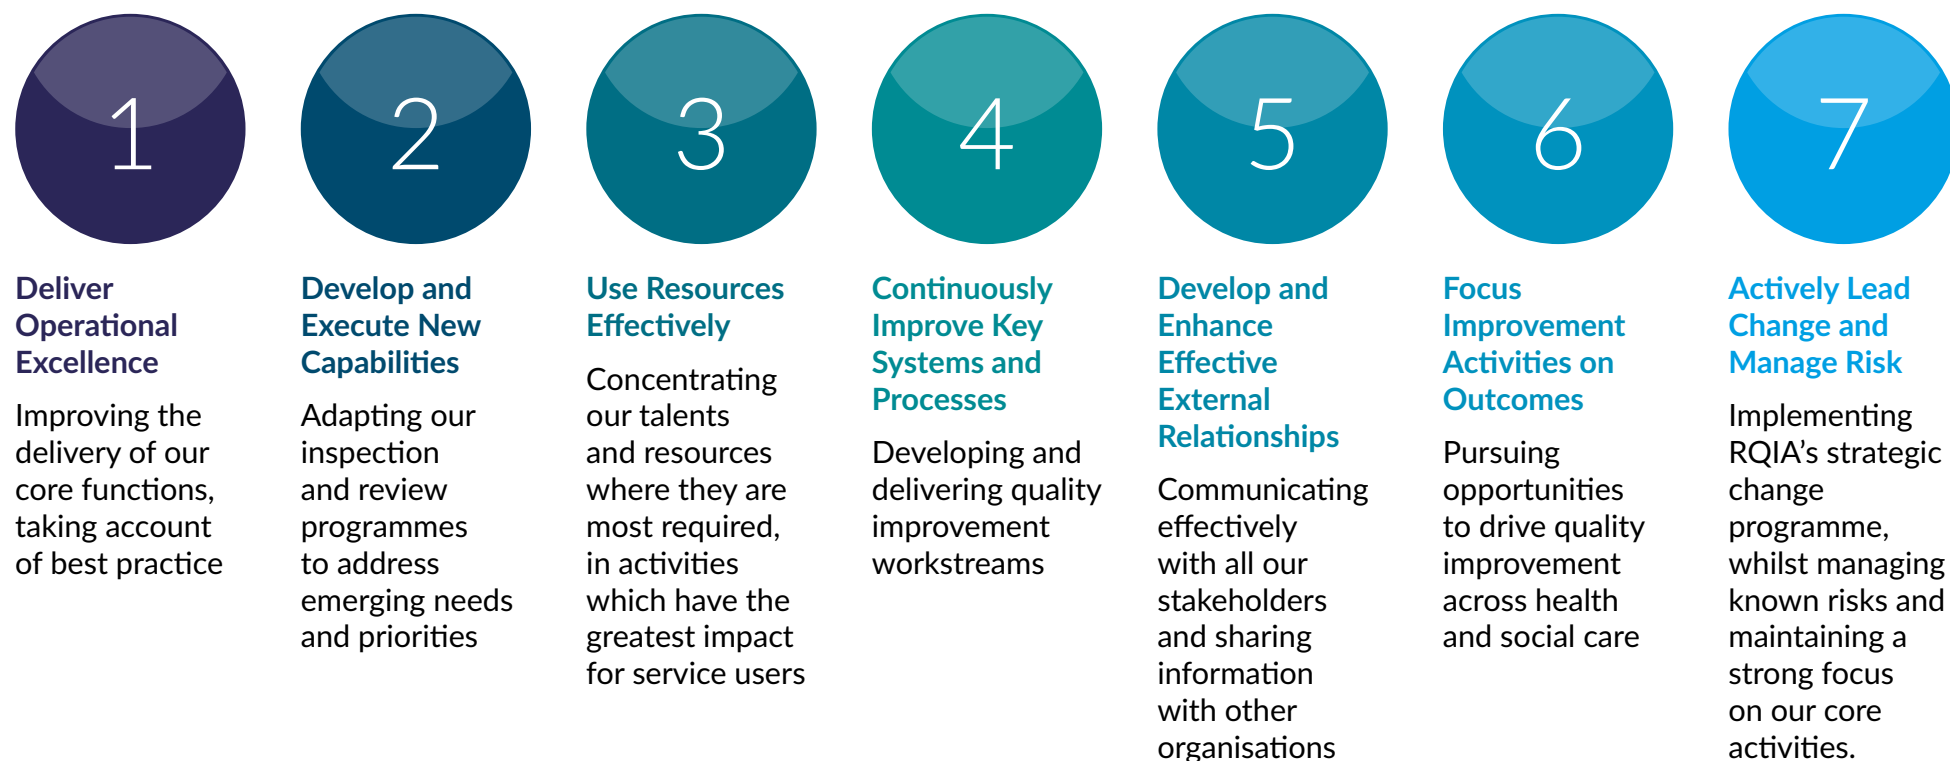 1
Deliver
Operational
Excellence
Improving the
delivery of our
core functions,
taking account
of best practice
2
Develop and
Execute New
Capabilities
Adapting our
inspection
and review
programmes
to address
emerging needs
and priorities
3
Use Resources
Effectively
Concentrating
our talents
and resources
where they are
most required,
in activities
which have the
greatest impact
for service users
4
Continuously
Improve Key
Systems and
Processes
Developing and
delivering quality
improvement
workstreams
5
Develop and
Enhance
Effective
External
Relationships
Communicating
effectively
with all our
stakeholders
and sharing
information
with other
organisations
6
Focus
Improvement
Activities on
Outcomes
Pursuing
opportunities
to drive quality
improvement
across health
and social care
7
Actively Lead
Change and
Manage Risk
Implementing
RQIA’s strategic
change
programme,
whilst managing
known risks and
maintaining a
strong focus
on our core
activities.